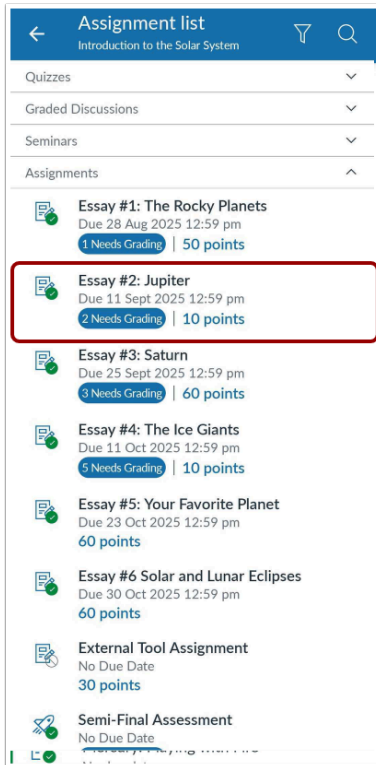 Assignment list
Introduction to the Solar System
Quizzes
Graded Discussions
Seminars
Assignments
Essay #1: The Rocky Planets
Due 28 Aug 2025 12:59 pm
1 Needs Grading | 50 points
Essay #2: Jupiter
Due 11 Sept 2025 12:59 pm
2 Needs Grading | 10 points
Essay #3: Saturn
Due 25 Sept 2025 12:59 pm
3 Needs Grading | 60 points
Essay #4: The Ice Giants
Due 11 Oct 2025 12:59 pm
5 Needs Grading | 10 points
Essay #5: Your Favorite Planet
Due 23 Oct 2025 12:59 pm
60 points
Essay #6 Solar and Lunar Eclipses
Due 30 Oct 2025 12:59 pm
60 points
External Tool Assignment
No Due Date
30 points
Semi-Final Assessment
No Due Date